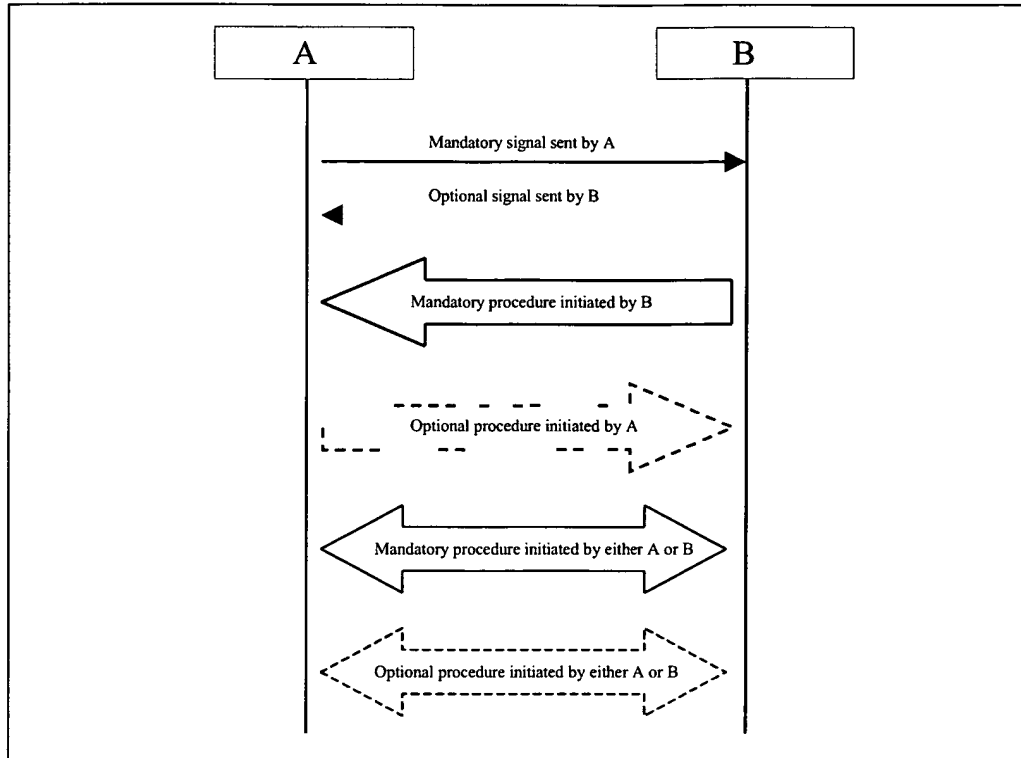 A
B
Mandatory signal sent by A
Optional signal sent by B
Mandatory procedure initiated by B
Optional procedure initiated by A
Mandatory procedure initiated by either A or B
Optional procedure initiated by either A or B